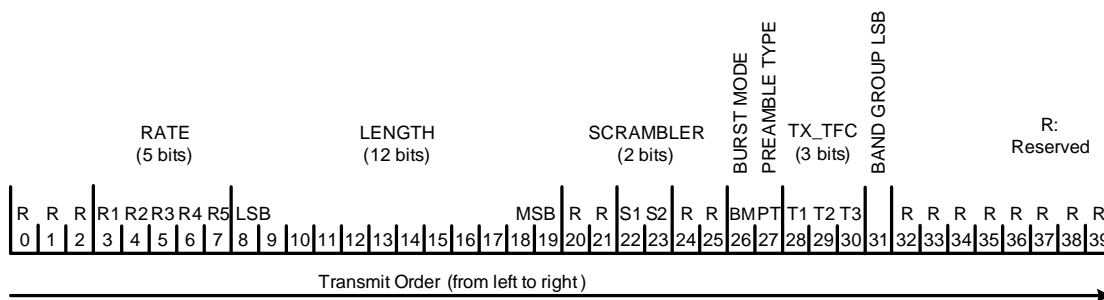 BURST MODE
PREAMBLE TYPE
BAND GROUP LSB
RATE
(5 bits)
LENGTH
(12 bits)
SCRAMBLER
(2 bits)
TX_TFC
(3 bits)
R:
Reserved
R R R R1 R2 R3 R4 R5 LSB MSB R R S1 S2 R R BM PT T1 T2 T3 R R R R R R R R
0 1 2 3 4 5 6 7 8 9 10 11 12 13 14 15 16 17 18 19 20 21 22 23 24 25 26 27 28 29 30 31 32 33 34 35 36 37 38 39
Transmit Order (from left to right)